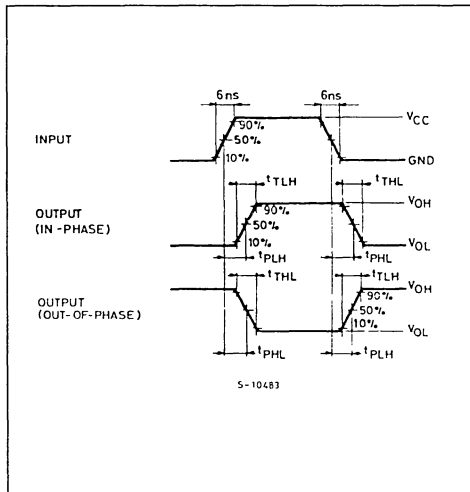 6ns 6ns
VCC
90%
INPUT 50%
10% GND
tTLH tTHL
VOH
OUTPUT 90%
(IN-PHASE) 50%
10% VOL
tPLH tPHL
tTHL tTLH
VOH
OUTPUT 90%
(OUT-OF-PHASE) 50%
10%
VOL
tPHL tPLH
S-10483